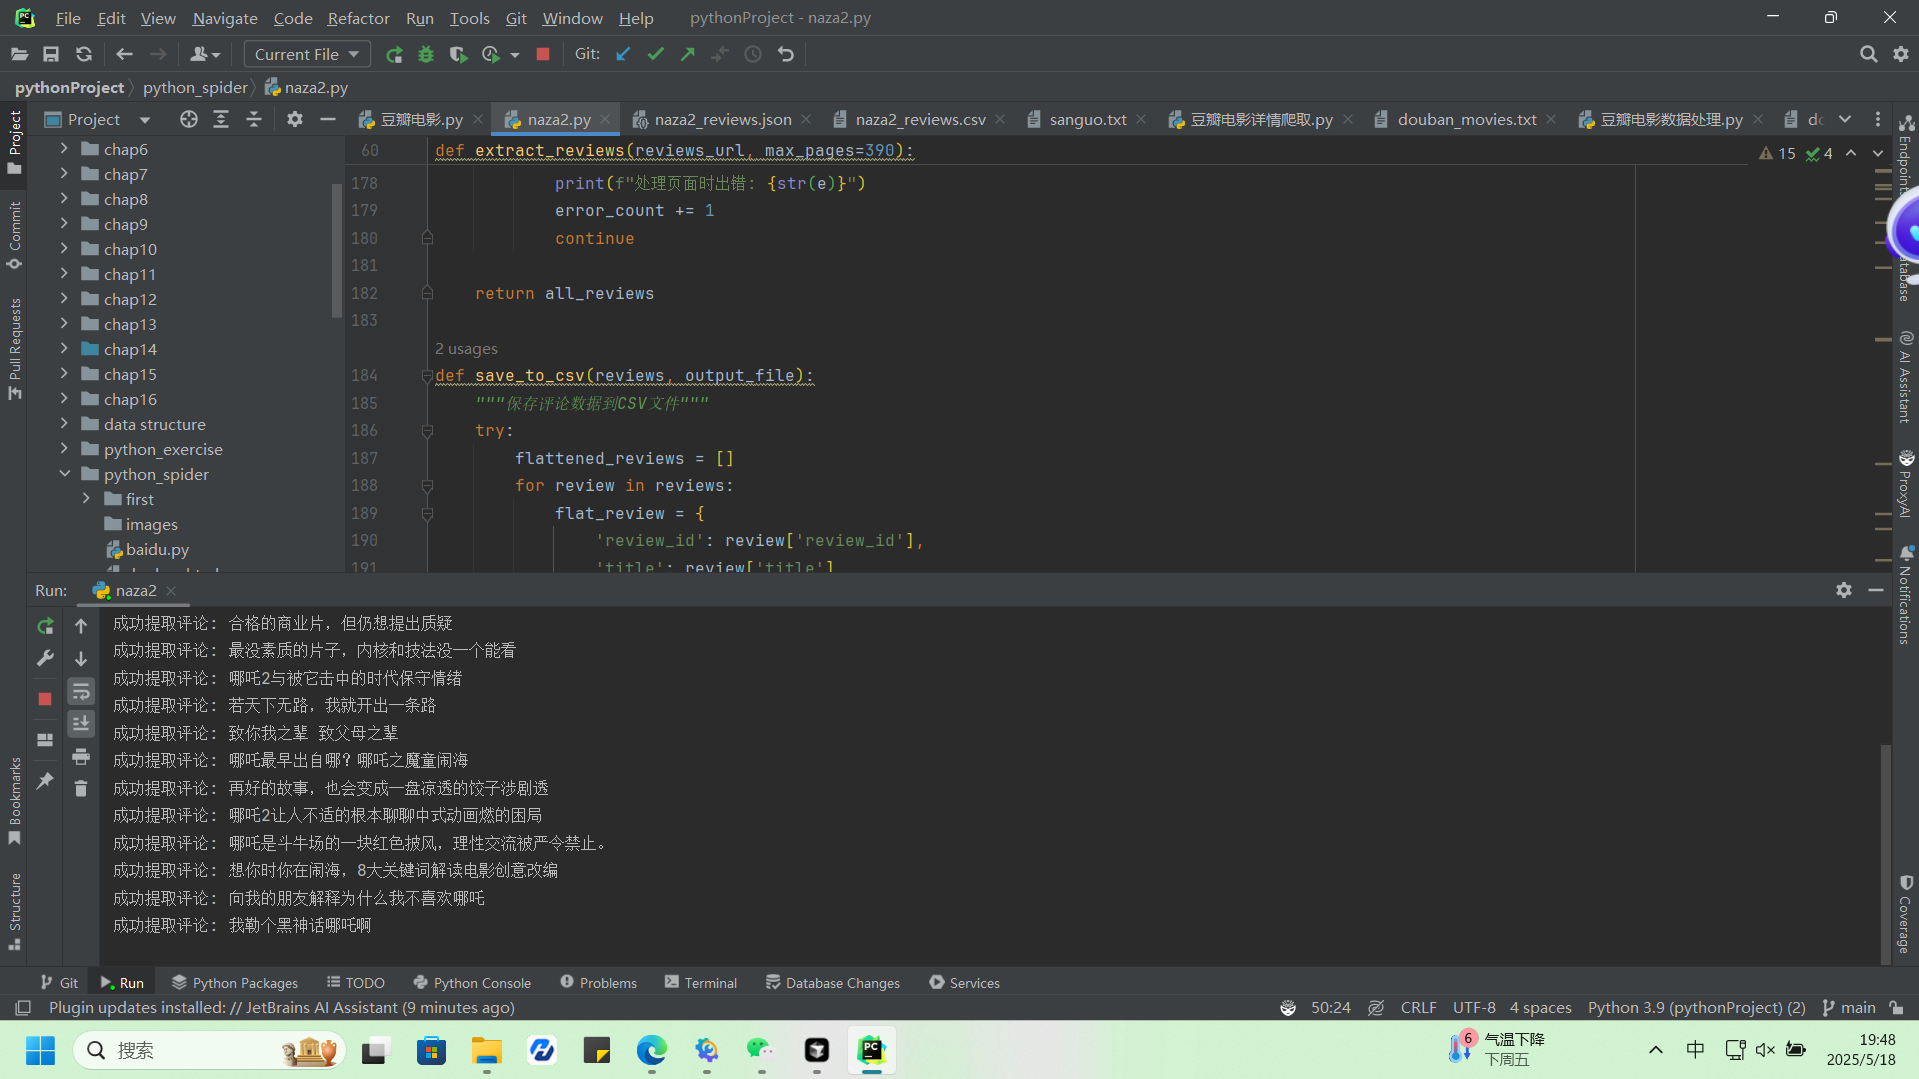 File Edit View Navigate Code Refactor Run Tools Git Window Help pythonProject - naza2.py
Current File Git:
pythonProject python_spider naza2.py
Project 豆瓣电影.py naza2.py naza2_reviews.json naza2_reviews.csv sanguo.txt 豆瓣电影详情爬取.py douban_movies.txt 豆瓣电影数据处理.py
chap6
chap7
chap8
chap9
chap10
chap11
chap12
chap13
chap14
chap15
chap16
data structure
python_exercise
python_spider
first
images
baidu.py
60 def extract_reviews(reviews_url, max_pages=390):
15 4
178 print(f"处理页面时出错: {str(e)}")
179 error_count += 1
180 continue
181
182 return all_reviews
183
2 usages
184 def save_to_csv(reviews, output_file):
185 """保存评论数据到CSV文件"""
186 try:
187 flattened_reviews = []
188 for review in reviews:
189 flat_review = {
190 'review_id': review['review_id'],
191 'title': review['title']
Project
Commit
Pull Requests
Bookmarks
Structure
Endpoints
AI Assistant
ProxyAI
Notifications
Coverage
Run: naza2
成功提取评论: 合格的商业片，但仍想提出质疑
成功提取评论: 最没素质的片子，内核和技法没一个能看
成功提取评论: 哪吒2与被它击中的时代保守情绪
成功提取评论: 若天下无路，我就开出一条路
成功提取评论: 致你我之辈 致父母之辈
成功提取评论: 哪吒最早出自哪？哪吒之魔童闹海
成功提取评论: 再好的故事，也会变成一盘凉透的饺子涉剧透
成功提取评论: 哪吒2让人不适的根本聊聊中式动画燃的困局
成功提取评论: 哪吒是斗牛场的一块红色披风，理性交流被严令禁止。
成功提取评论: 想你时你在闹海，8大关键词解读电影创意改编
成功提取评论: 向我的朋友解释为什么我不喜欢哪吒
成功提取评论: 我勒个黑神话哪吒啊
Git Run Python Packages TODO Python Console Problems Terminal Database Changes Services
Plugin updates installed: // JetBrains AI Assistant (9 minutes ago) 50:24 CRLF UTF-8 4 spaces Python 3.9 (pythonProject) (2) main
搜索
6 气温下降
下周五
中
19:48
2025/5/18